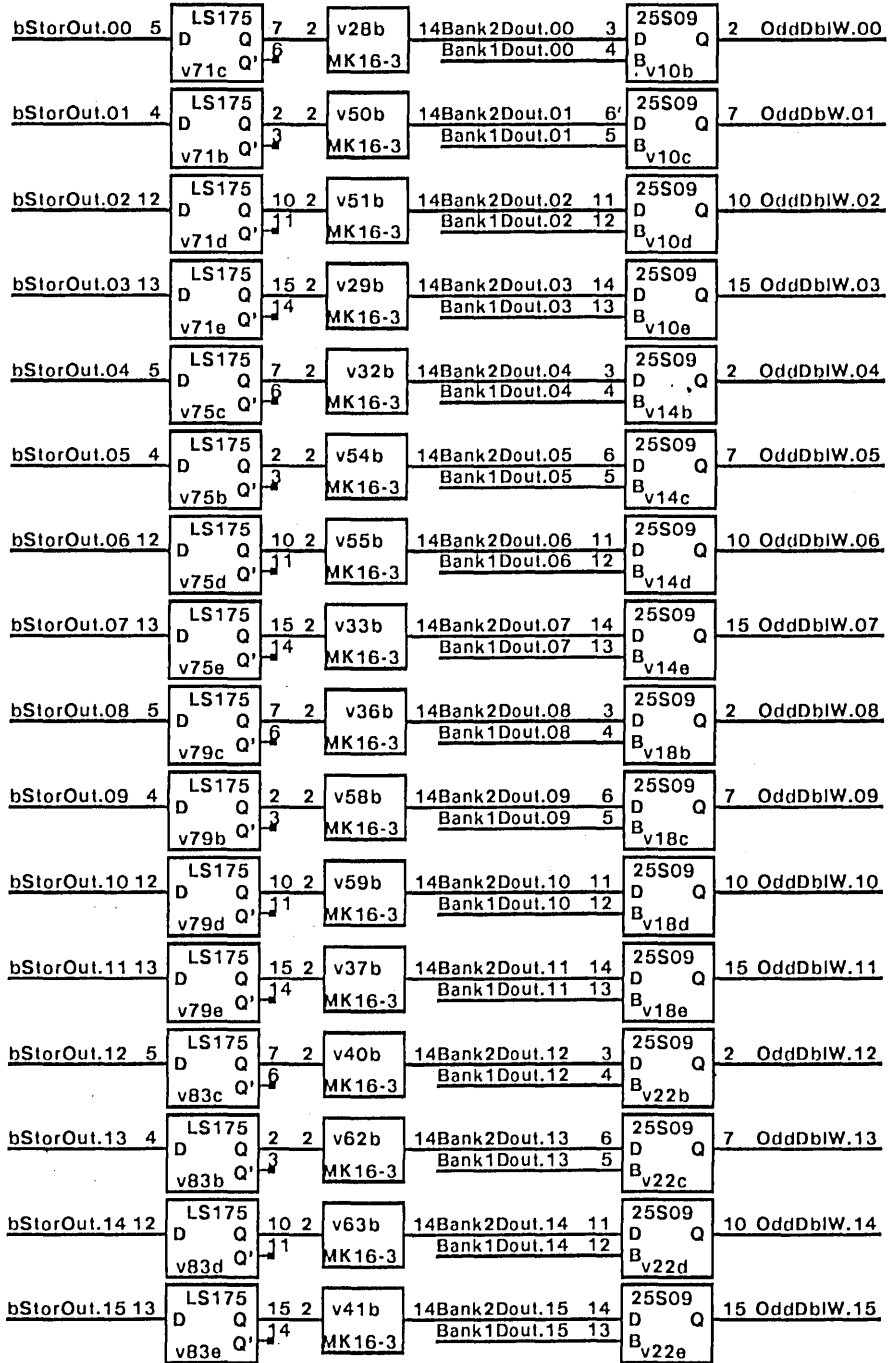 LS175 25S09
bStorOut.00 5 D Q 7 2 v28b 14Bank2Dout.00 3 D Q 2 OddDblW.00
v71c Q' 6 MK16-3 Bank1Dout.00 4 B v10b
LS175 25S09
bStorOut.01 4 D Q 2 2 v50b 14Bank2Dout.01 6' D Q 7 OddDbW.01
v71b Q' 3 MK16-3 Bank1Dout.01 5 B v10c
LS175 25S09
bStorOut.02 12 D Q 10 2 v51b 14Bank2Dout.02 11 D Q 10 OddDblW.02
v71d Q' 11 MK16-3 Bank1Dout.02 12 B v10d
LS175 25S09
bStorOut.03 13 D Q 15 2 v29b 14Bank2Dout.03 14 D Q 15 OddDblW.03
v71e Q' 14 MK16-3 Bank1Dout.03 13 B v10e
LS175 25S09
bStorOut.04 5 D Q 7 2 v32b 14Bank2Dout.04 3 D Q 2 OddDblW.04
v75c Q' 6 MK16-3 Bank1Dout.04 4 B v14b
LS175 25S09
bStorOut.05 4 D Q 2 2 v54b 14Bank2Dout.05 6 D Q 7 OddDblW.05
v75b Q' 3 MK16-3 Bank1Dout.05 5 B v14c
LS175 25S09
bStorOut.06 12 D Q 10 2 v55b 14Bank2Dout.06 11 D Q 10 OddDblW.06
v75d Q' 11 MK16-3 Bank1Dout.06 12 B v14d
LS175 25S09
bStorOut.07 13 D Q 15 2 v33b 14Bank2Dout.07 14 D Q 15 OddDblW.07
v75e Q' 14 MK16-3 Bank1Dout.07 13 B v14e
LS175 25S09
bStorOut.08 5 D Q 7 2 v36b 14Bank2Dout.08 3 D Q 2 OddDblW.08
v79c Q' 6 MK16-3 Bank1Dout.08 4 B v18b
LS175 25S09
bStorOut.09 4 D Q 2 2 v58b 14Bank2Dout.09 6 D Q 7 OddDblW.09
v79b Q' 3 MK16-3 Bank1Dout.09 5 B v18c
LS175 25S09
bStorOut.10 12 D Q 10 2 v59b 14Bank2Dout.10 11 D Q 10 OddDblW.10
v79d Q' 11 MK16-3 Bank1Dout.10 12 B v18d
LS175 25S09
bStorOut.11 13 D Q 15 2 v37b 14Bank2Dout.11 14 D Q 15 OddDblW.11
v79e Q' 14 MK16-3 Bank1Dout.11 13 B v18e
LS175 25S09
bStorOut.12 5 D Q 7 2 v40b 14Bank2Dout.12 3 D Q 2 OddDblW.12
v83c Q' 6 MK16-3 Bank1Dout.12 4 B v22b
LS175 25S09
bStorOut.13 4 D Q 2 2 v62b 14Bank2Dout.13 6 D Q 7 OddDblW.13
v83b Q' 3 MK16-3 Bank1Dout.13 5 B v22c
LS175 25S09
bStorOut.14 12 D Q 10 2 v63b 14Bank2Dout.14 11 D Q 10 OddDblW.14
v83d Q' 11 MK16-3 Bank1Dout.14 12 B v22d
LS175 25S09
bStorOut.15 13 D Q 15 2 v41b 14Bank2Dout.15 14 D Q 15 OddDblW.15
v83e Q' 14 MK16-3 Bank1Dout.15 13 B v22e